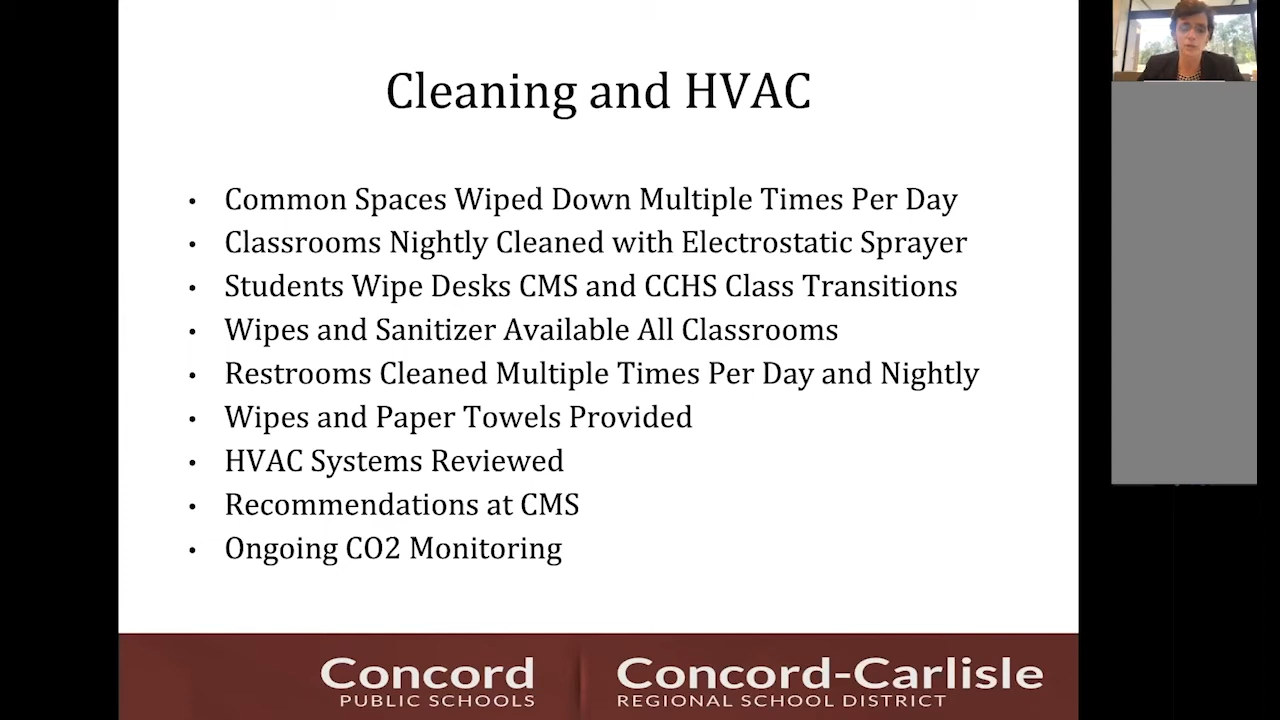 Cleaning and HVAC
• Common Spaces Wiped Down Multiple Times Per Day
• Classrooms Nightly Cleaned with Electrostatic Sprayer
• Students Wipe Desks CMS and CCHS Class Transitions
• Wipes and Sanitizer Available All Classrooms
• Restrooms Cleaned Multiple Times Per Day and Nightly
• Wipes and Paper Towels Provided
• HVAC Systems Reviewed
• Recommendations at CMS
• Ongoing CO2 Monitoring
Concord
PUBLIC SCHOOLS
Concord-Carlisle
REGIONAL SCHOOL DISTRICT